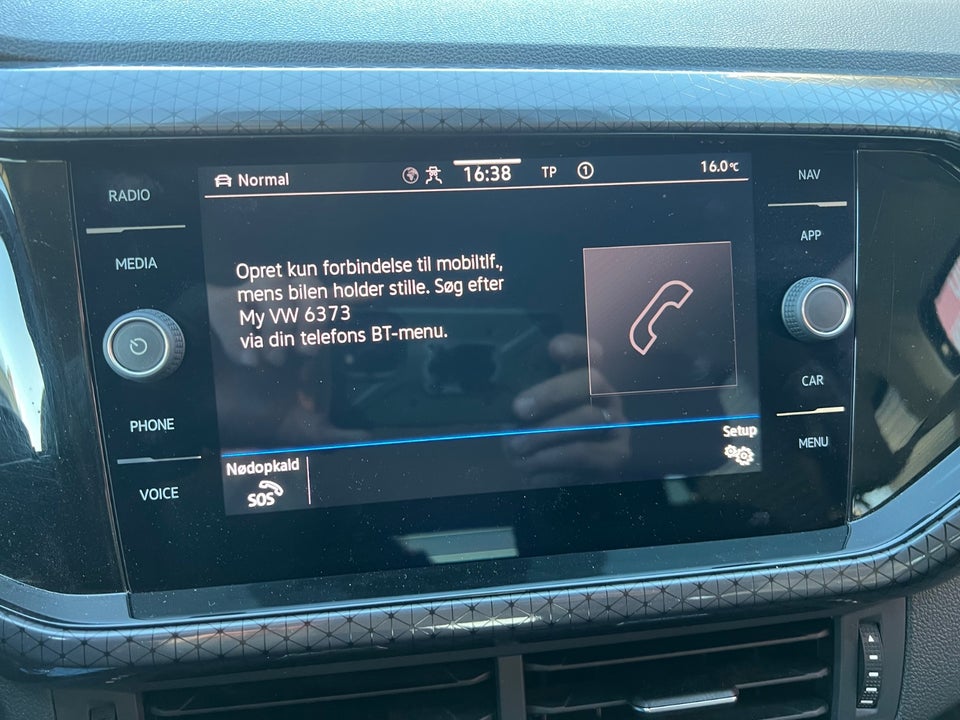 RADIO
MEDIA
PHONE
VOICE
Normal 16:38 TP 1 16.0°C
Opret kun forbindelse til mobiltlf.,
mens bilen holder stille. Søg efter
My VW 6373
via din telefons BT-menu.
Nødopkald
SOS
Setup
NAV
APP
CAR
MENU